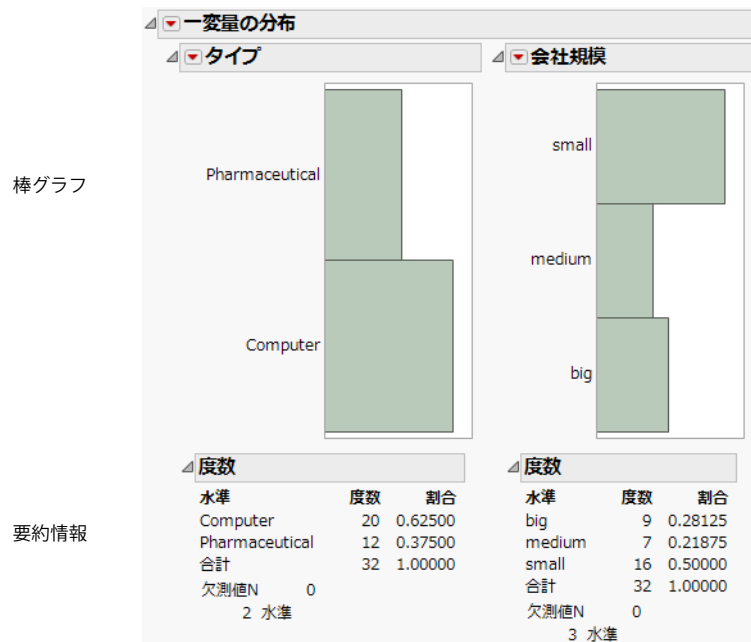 一変量の分布
タイプ
会社規模
棒グラフ
Pharmaceutical
Computer
small
medium
big
要約情報
度数
水準 度数 割合
Computer 20 0.62500
Pharmaceutical 12 0.37500
合計 32 1.00000
欠測値N 0
2 水準
度数
水準 度数 割合
big 9 0.28125
medium 7 0.21875
small 16 0.50000
合計 32 1.00000
欠測値N 0
3 水準